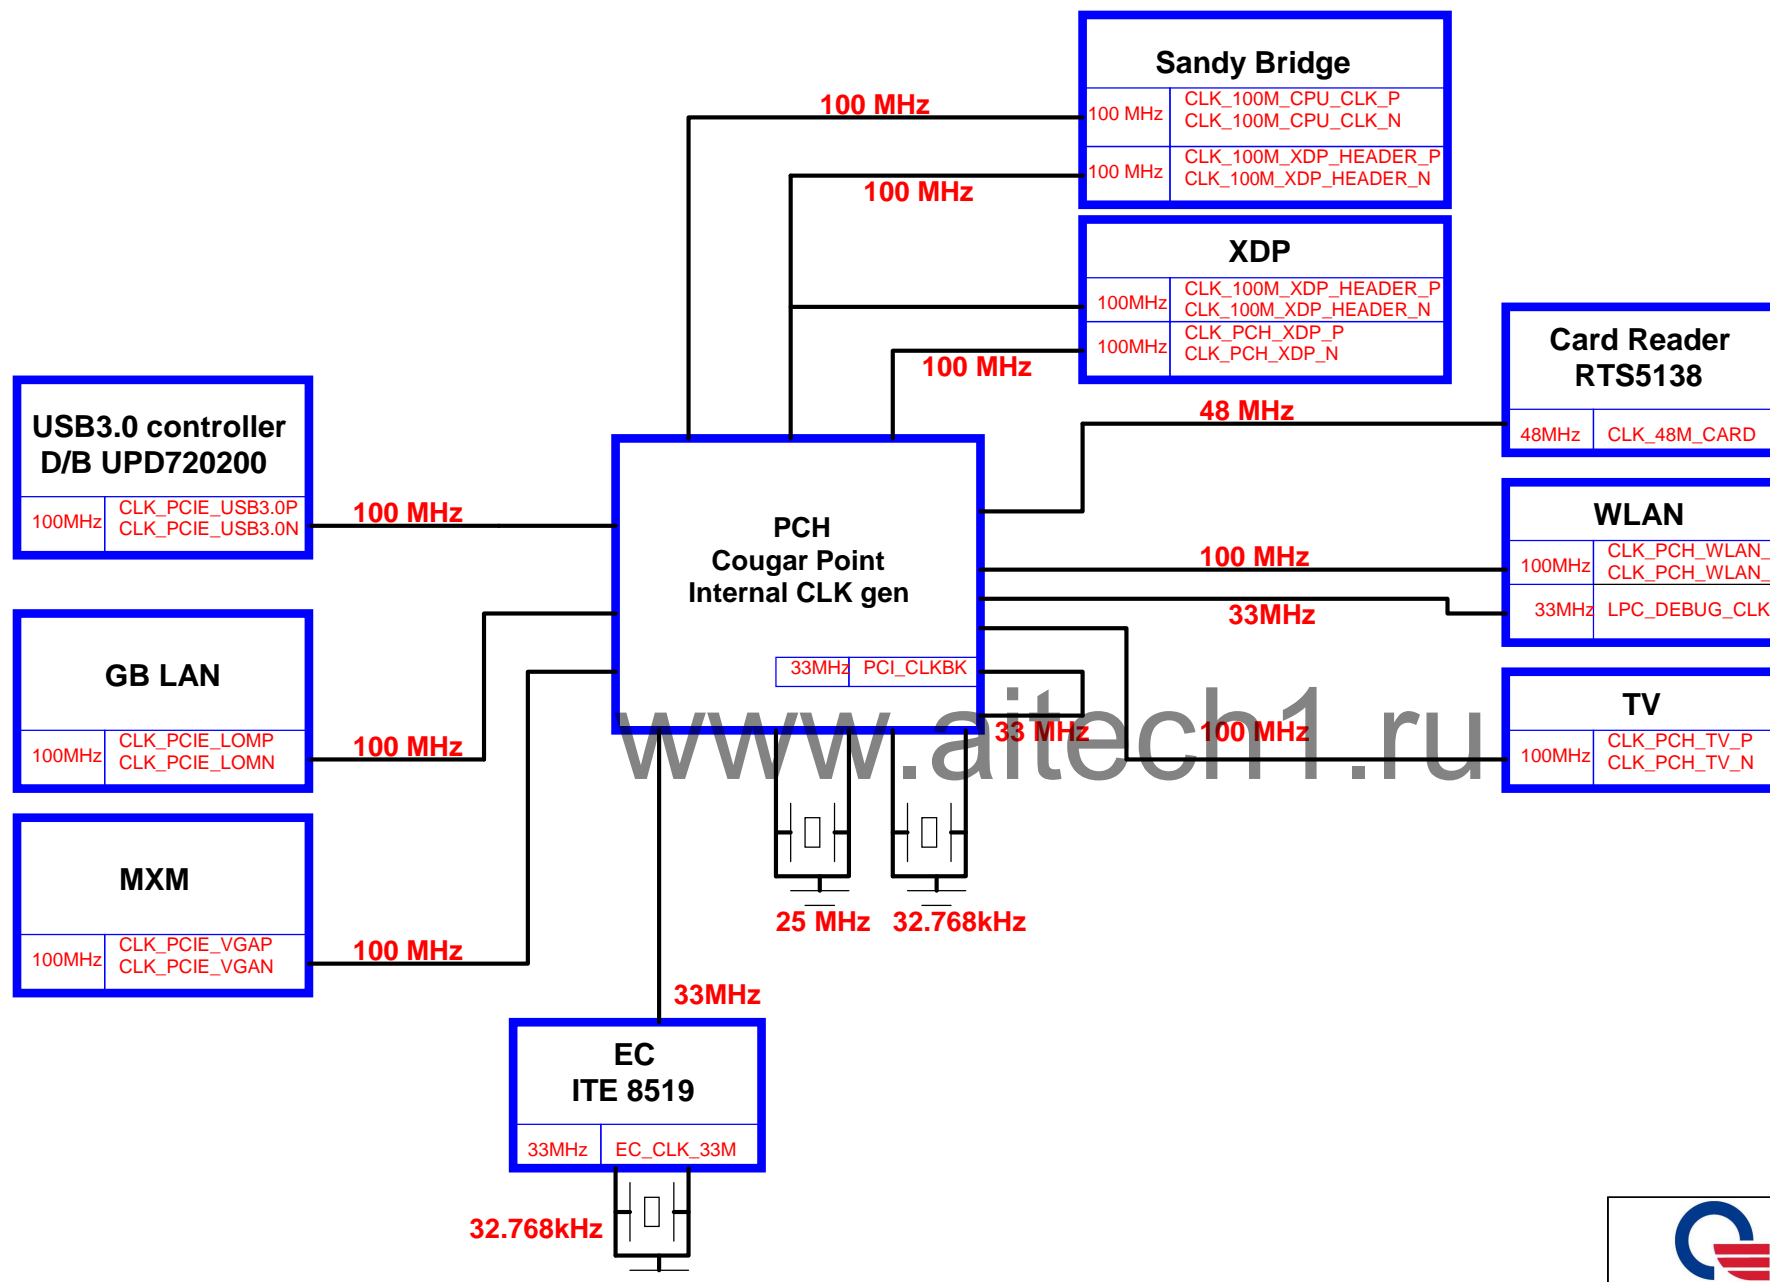 Sandy Bridge
100 MHz
CLK_100M_CPU_CLK_P
CLK_100M_CPU_CLK_N
100 MHz
CLK_100M_XDP_HEADER_P
CLK_100M_XDP_HEADER_N
100 MHz
100 MHz
XDP
100MHz
CLK_100M_XDP_HEADER_P
CLK_100M_XDP_HEADER_N
100MHz
CLK_PCH_XDP_P
CLK_PCH_XDP_N
100 MHz
Card Reader
RTS5138
48MHz
CLK_48M_CARD
48 MHz
USB3.0 controller
D/B UPD720200
100MHz
CLK_PCIE_USB3.0P
CLK_PCIE_USB3.0N
100 MHz
PCH
Cougar Point
Internal CLK gen
33MHz
PCI_CLKBK
33 MHz
WLAN
100MHz
CLK_PCH_WLAN_
CLK_PCH_WLAN_
33MHz
LPC_DEBUG_CLK
100 MHz
33MHz
GB LAN
100MHz
CLK_PCIE_LOMP
CLK_PCIE_LOMN
100 MHz
TV
100MHz
CLK_PCH_TV_P
CLK_PCH_TV_N
100 MHz
www.aitech1.ru
MXM
100MHz
CLK_PCIE_VGAP
CLK_PCIE_VGAN
100 MHz
25 MHz
32.768kHz
33MHz
EC
ITE 8519
33MHz
EC_CLK_33M
32.768kHz